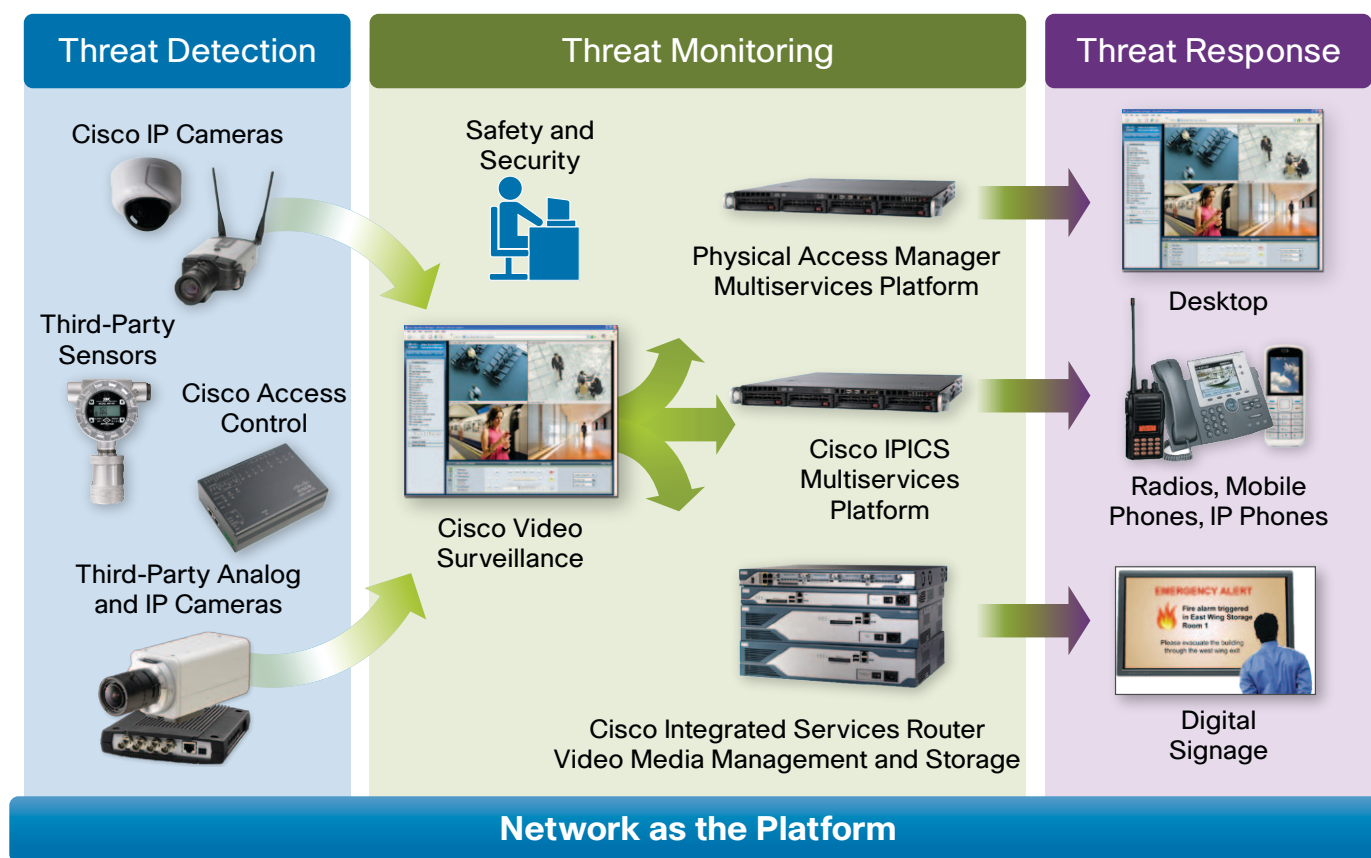 Threat Detection
Threat Monitoring
Threat Response
Cisco IP Cameras
Third-Party
Sensors
Cisco Access
Control
Third-Party Analog
and IP Cameras
Safety and
Security
Cisco Video
Surveillance
Physical Access Manager
Multiservices Platform
Cisco IPICS
Multiservices
Platform
Cisco Integrated Services Router
Video Media Management and Storage
Desktop
Radios, Mobile
Phones, IP Phones
EMERGENCY ALERT
Fire alarm triggered
in East Wing Storage
Room 1
Please evacuate the building
through the west wing exit
Digital
Signage
Network as the Platform